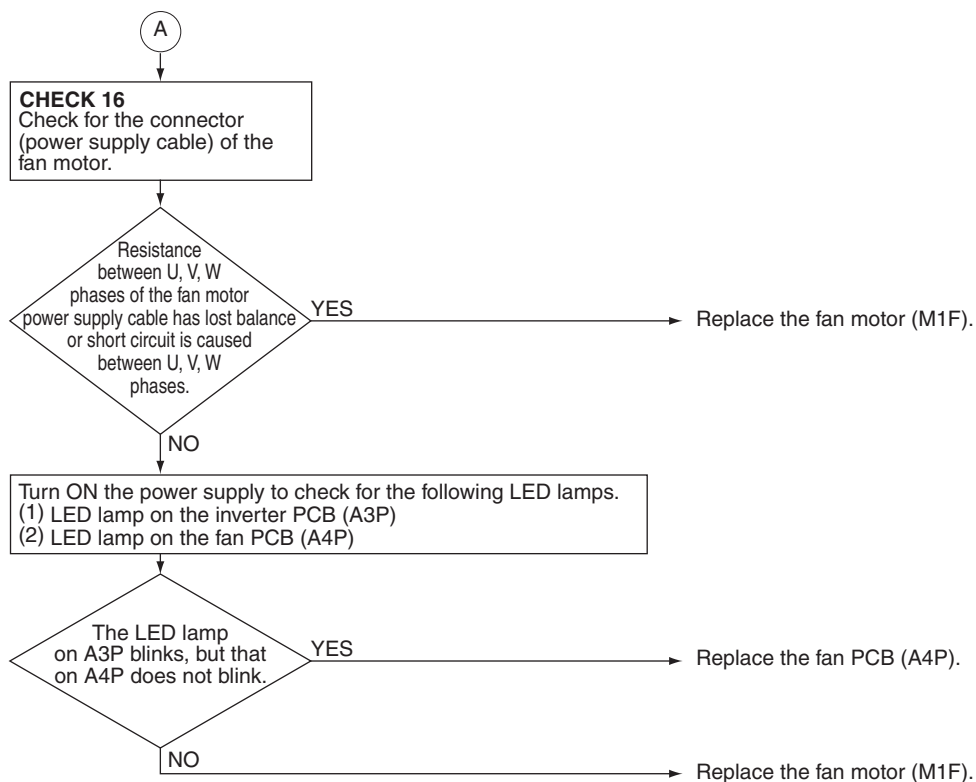 A
CHECK 16
Check for the connector
(power supply cable) of the
fan motor.
Resistance
between U, V, W
phases of the fan motor
power supply cable has lost balance
or short circuit is caused
between U, V, W
phases.
YES
Replace the fan motor (M1F).
NO
Turn ON the power supply to check for the following LED lamps.
(1) LED lamp on the inverter PCB (A3P)
(2) LED lamp on the fan PCB (A4P)
The LED lamp
on A3P blinks, but that
on A4P does not blink.
YES
Replace the fan PCB (A4P).
NO
Replace the fan motor (M1F).